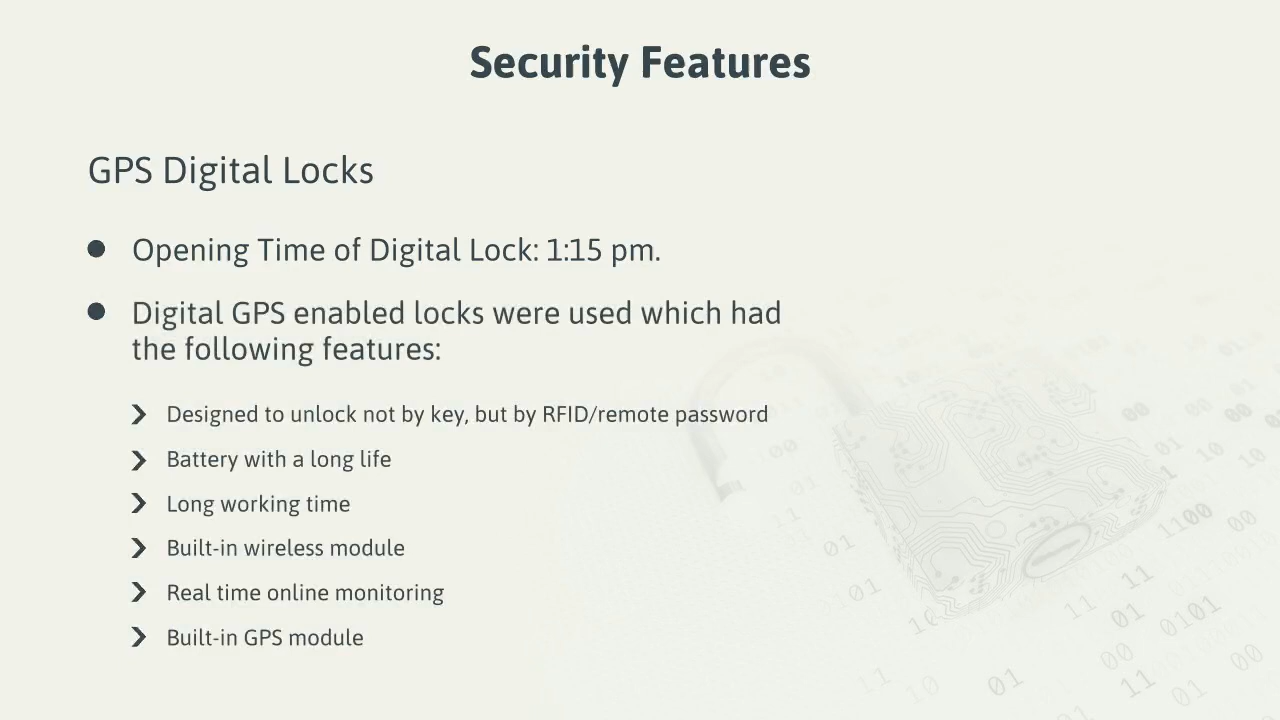 Security Features
GPS Digital Locks
Opening Time of Digital Lock: 1:15 pm.
Digital GPS enabled locks were used which had
the following features:
Designed to unlock not by key, but by RFID/remote password
Battery with a long life
Long working time
Built-in wireless module
Real time online monitoring
Built-in GPS module